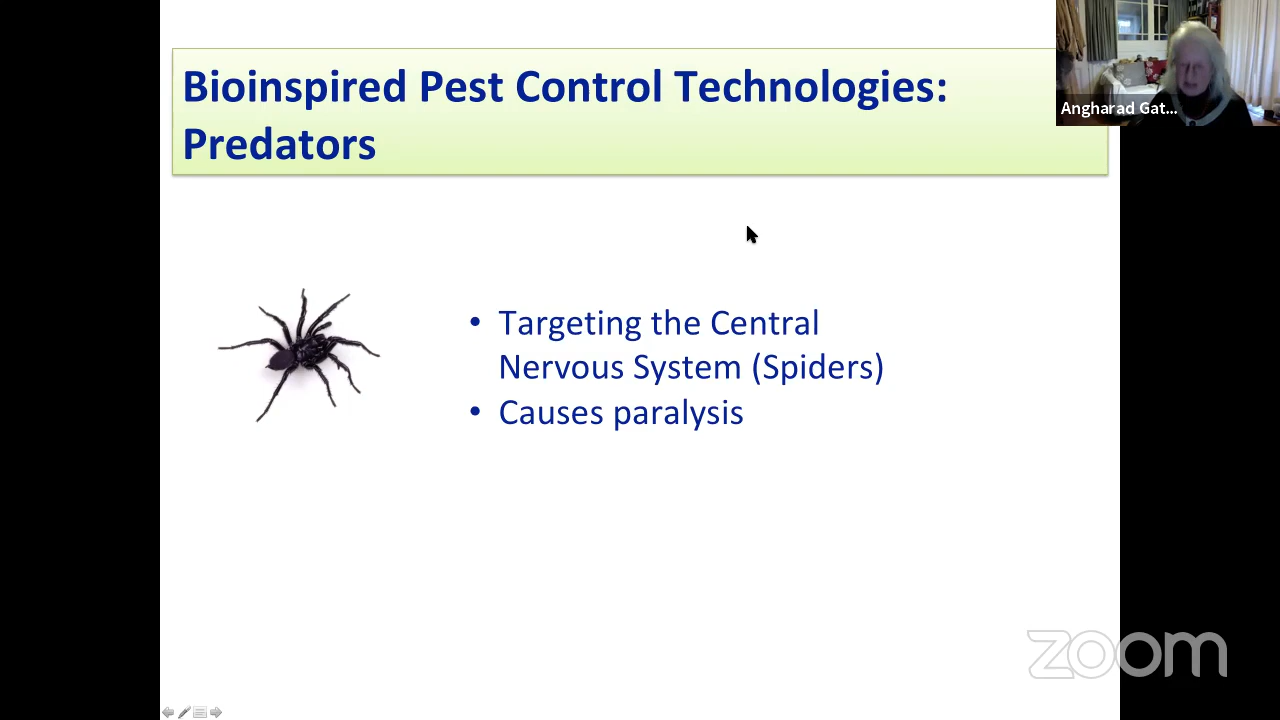 Bioinspired Pest Control Technologies:
Predators
Angharad Gat...
• Targeting the Central
Nervous System (Spiders)
• Causes paralysis
zoom